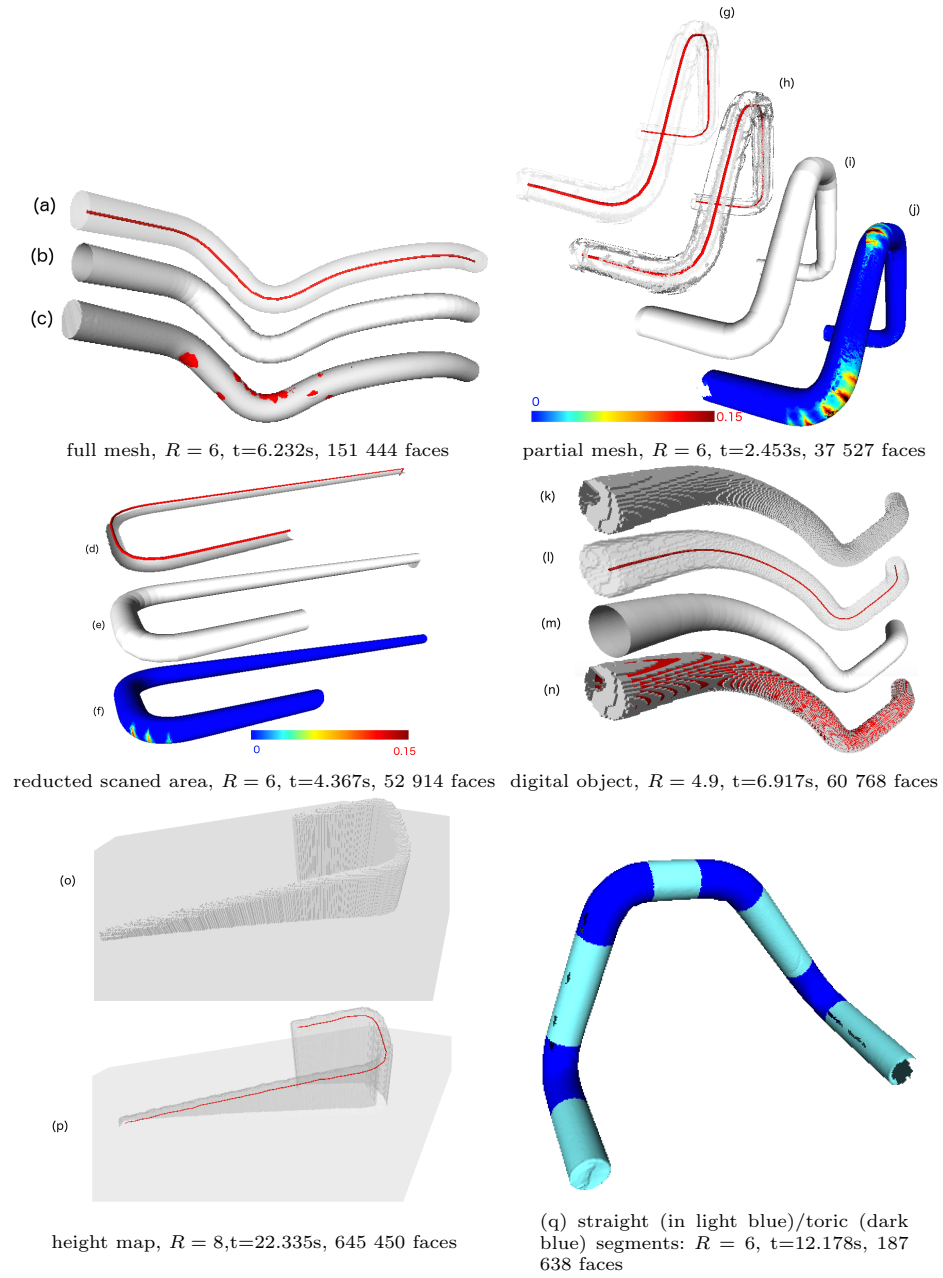 (a)
(b)
(c)
full mesh, R = 6, t=6.232s, 151 444 faces
(g)
(h)
(i)
(j)
0
0.15
partial mesh, R = 6, t=2.453s, 37 527 faces
(d)
(e)
(f)
0
0.15
reducted scaned area, R = 6, t=4.367s, 52 914 faces
(k)
(l)
(m)
(n)
digital object, R = 4.9, t=6.917s, 60 768 faces
(o)
(p)
height map, R = 8,t=22.335s, 645 450 faces
(q) straight (in light blue)/toric (dark
blue) segments: R = 6, t=12.178s, 187
638 faces